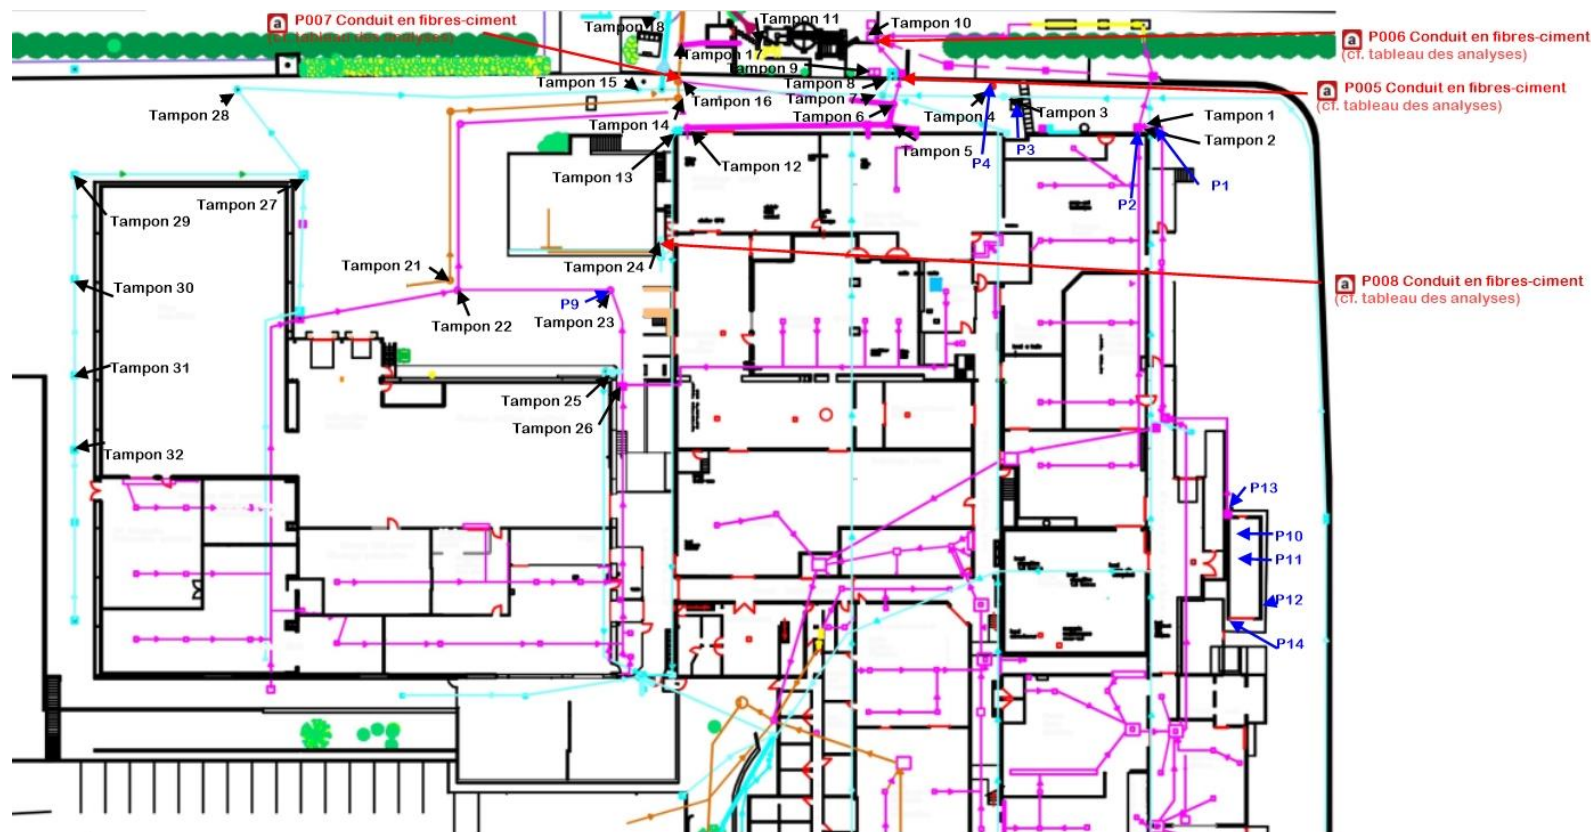 a P007 Conduit en fibres-ciment
(cf. tableau des analyses)
Tampon 18
Tampon 11
Tampon 10
a P006 Conduit en fibres-ciment
(cf. tableau des analyses)
Tampon 17
Tampon 9
Tampon 15
Tampon 8
a P005 Conduit en fibres-ciment
(cf. tableau des analyses)
Tampon 28
Tampon 16
Tampon 7
Tampon 6
Tampon 4
Tampon 3
Tampon 1
Tampon 14
Tampon 2
Tampon 5
P3
P4
Tampon 13
Tampon 12
P1
P2
Tampon 27
Tampon 29
Tampon 21
Tampon 24
a P008 Conduit en fibres-ciment
(cf. tableau des analyses)
Tampon 30
P9
Tampon 22
Tampon 23
Tampon 31
Tampon 25
Tampon 26
Tampon 32
P13
P10
P11
P12
P14